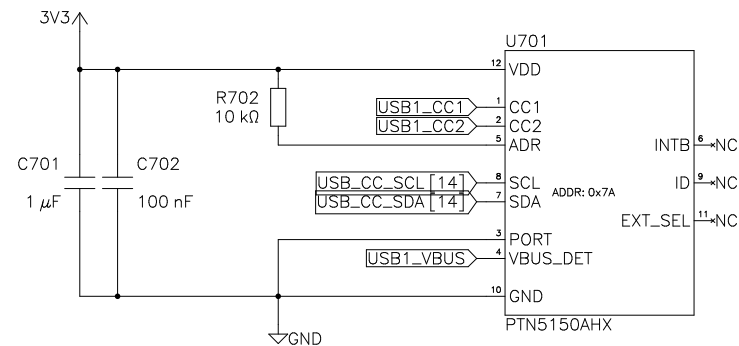 3V3
U701
12 VDD
R702
10 kΩ
USB1_CC1 1 CC1
USB1_CC2 2 CC2
5 ADR
INTB 6 NC
C701
C702
1 µF
100 nF
USB_CC_SCL [14] 8 SCL
USB_CC_SDA [14] 7 SDA
ADDR: 0x7A
ID 9 NC
EXT_SEL 11 NC
3 PORT
USB1_VBUS 4 VBUS_DET
10 GND
PTN5150AHX
GND